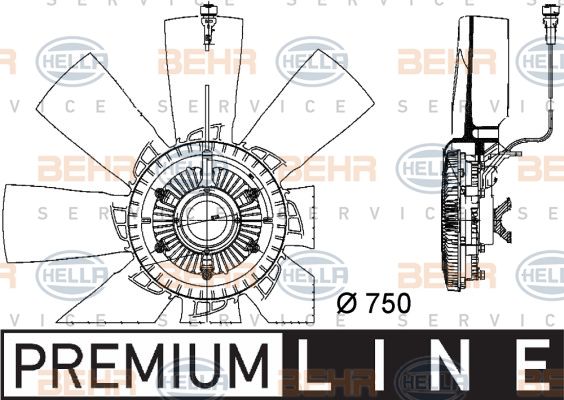 BEHR HELLA BEHR HELLA BEHR
SERVICE SERVICE SERVICE
HELLA BEHR HELLA BEHR HELLA
SERVICE SERVICE SERVICE
BEHR HELLA BEHR HELLA BEHR
SERVICE SERVICE
Ø 750
PREMIUM LINE